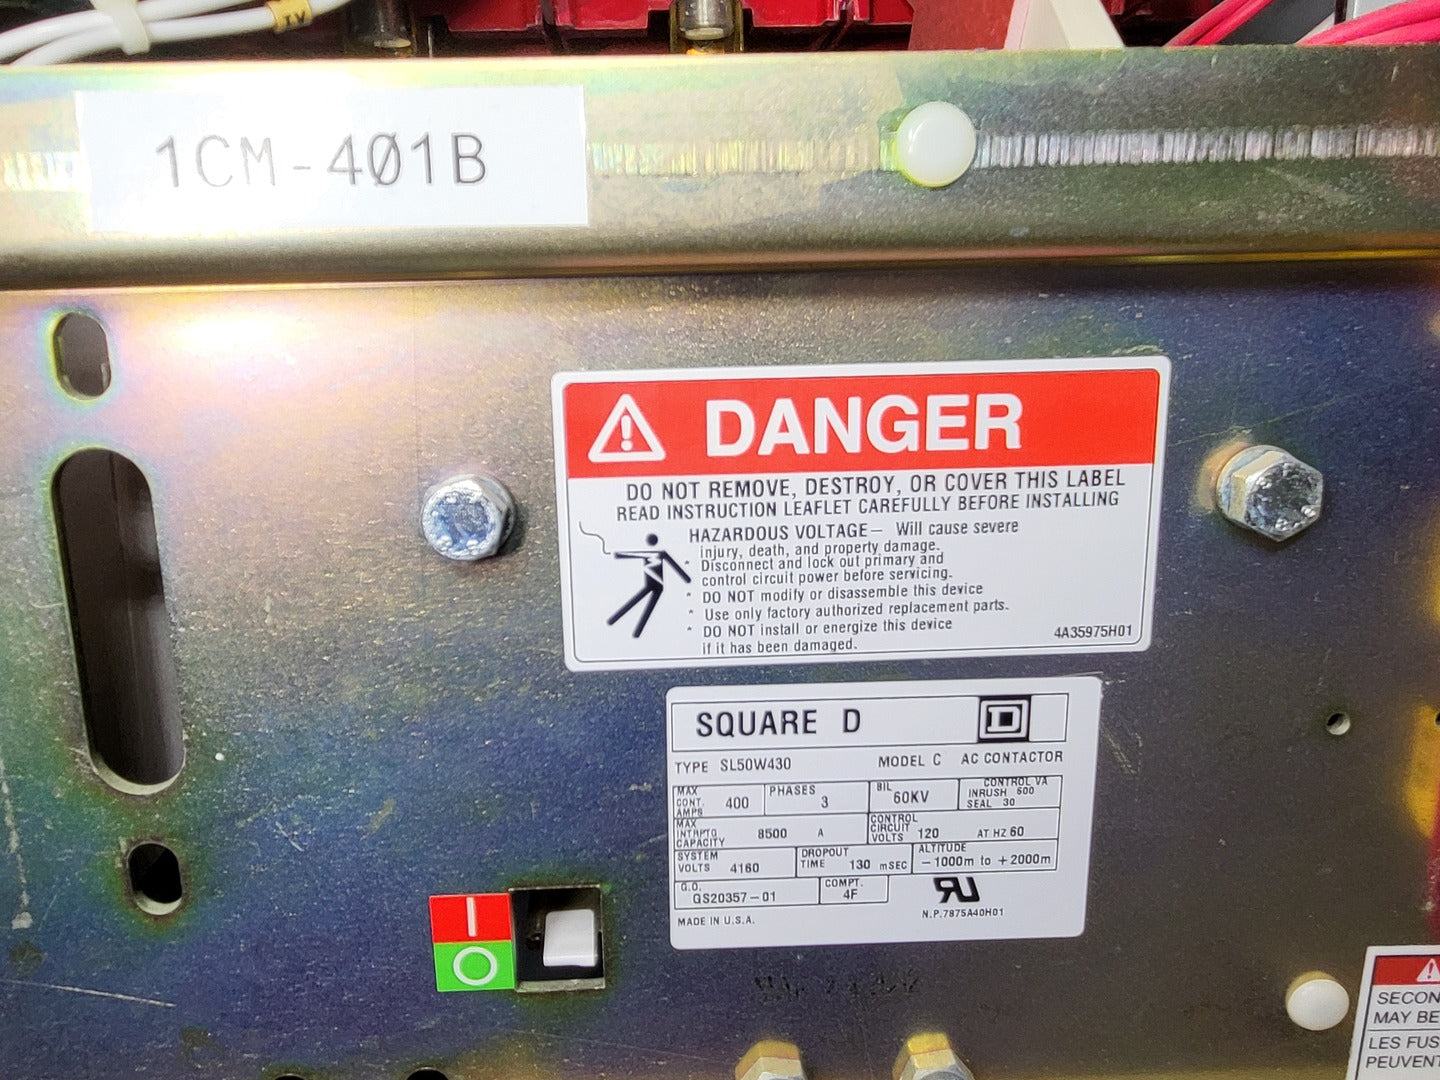 1V
1CM-401B
DANGER
DO NOT REMOVE, DESTROY, OR COVER THIS LABEL
READ INSTRUCTION LEAFLET CAREFULLY BEFORE INSTALLING
HAZARDOUS VOLTAGE— Will cause severe
injury, death, and property damage.
* Disconnect and lock out primary and
control circuit power before servicing.
* DO NOT modify or disassemble this device
* Use only factory authorized replacement parts.
* DO NOT install or energize this device
if it has been damaged.
4A35975H01
SQUARE D
TYPE SL50W430 MODEL C AC CONTACTOR
MAX CONT. AMPS 400 PHASES 3 BIL 60KV CONTROL VA INRUSH 600 SEAL 30
MAX INTRPTG CAPACITY 8500 A CONTROL CIRCUIT VOLTS 120 AT HZ 60
SYSTEM VOLTS 4160 DROPOUT TIME 130 mSEC ALTITUDE -1000m to +2000m
G.O. QS20357-01 COMPT. 4F
MADE IN U.S.A. N.P.7875A40H01
I
O
SECON
MAY BE
LES FUS
PEUVENT